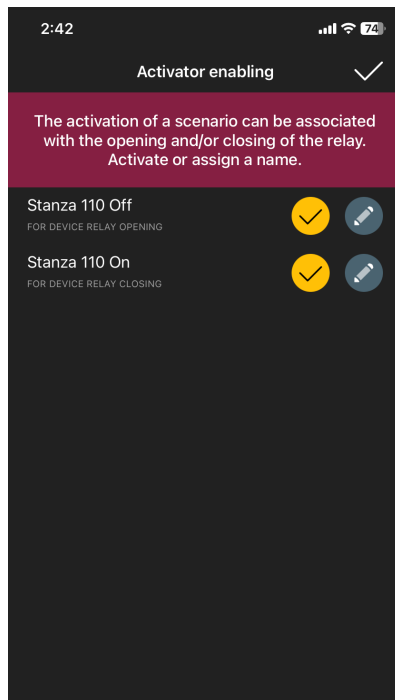 2:42
74
Activator enabling
The activation of a scenario can be associated
with the opening and/or closing of the relay.
Activate or assign a name.
Stanza 110 Off
FOR DEVICE RELAY OPENING
Stanza 110 On
FOR DEVICE RELAY CLOSING